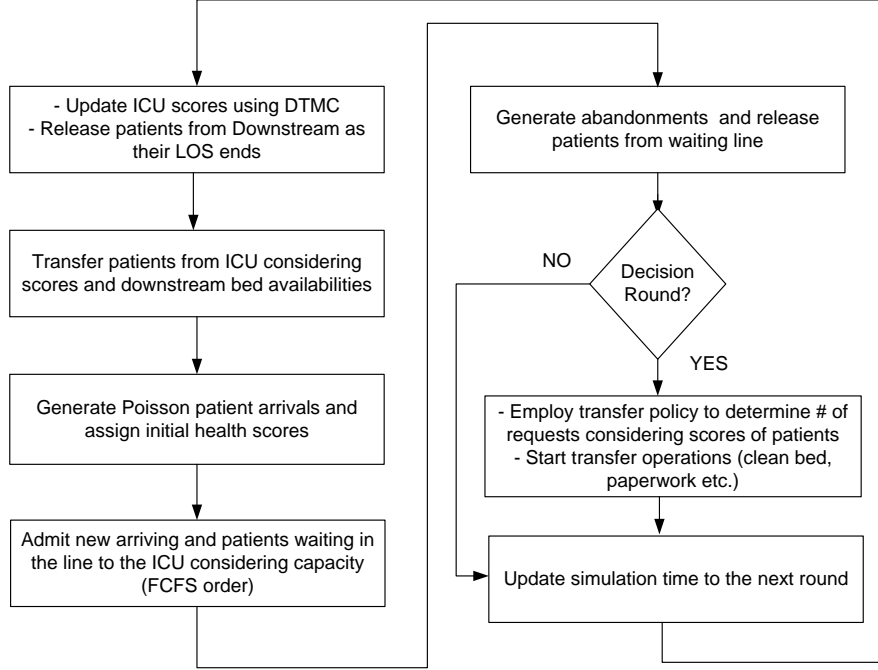 - Update ICU scores using DTMC
- Release patients from Downstream as
their LOS ends
Transfer patients from ICU considering
scores and downstream bed availabilities
Generate Poisson patient arrivals and
assign initial health scores
Admit new arriving and patients waiting in
the line to the ICU considering capacity
(FCFS order)
Generate abandonments and release
patients from waiting line
Decision
Round?
NO
YES
- Employ transfer policy to determine # of
requests considering scores of patients
- Start transfer operations (clean bed,
paperwork etc.)
Update simulation time to the next round